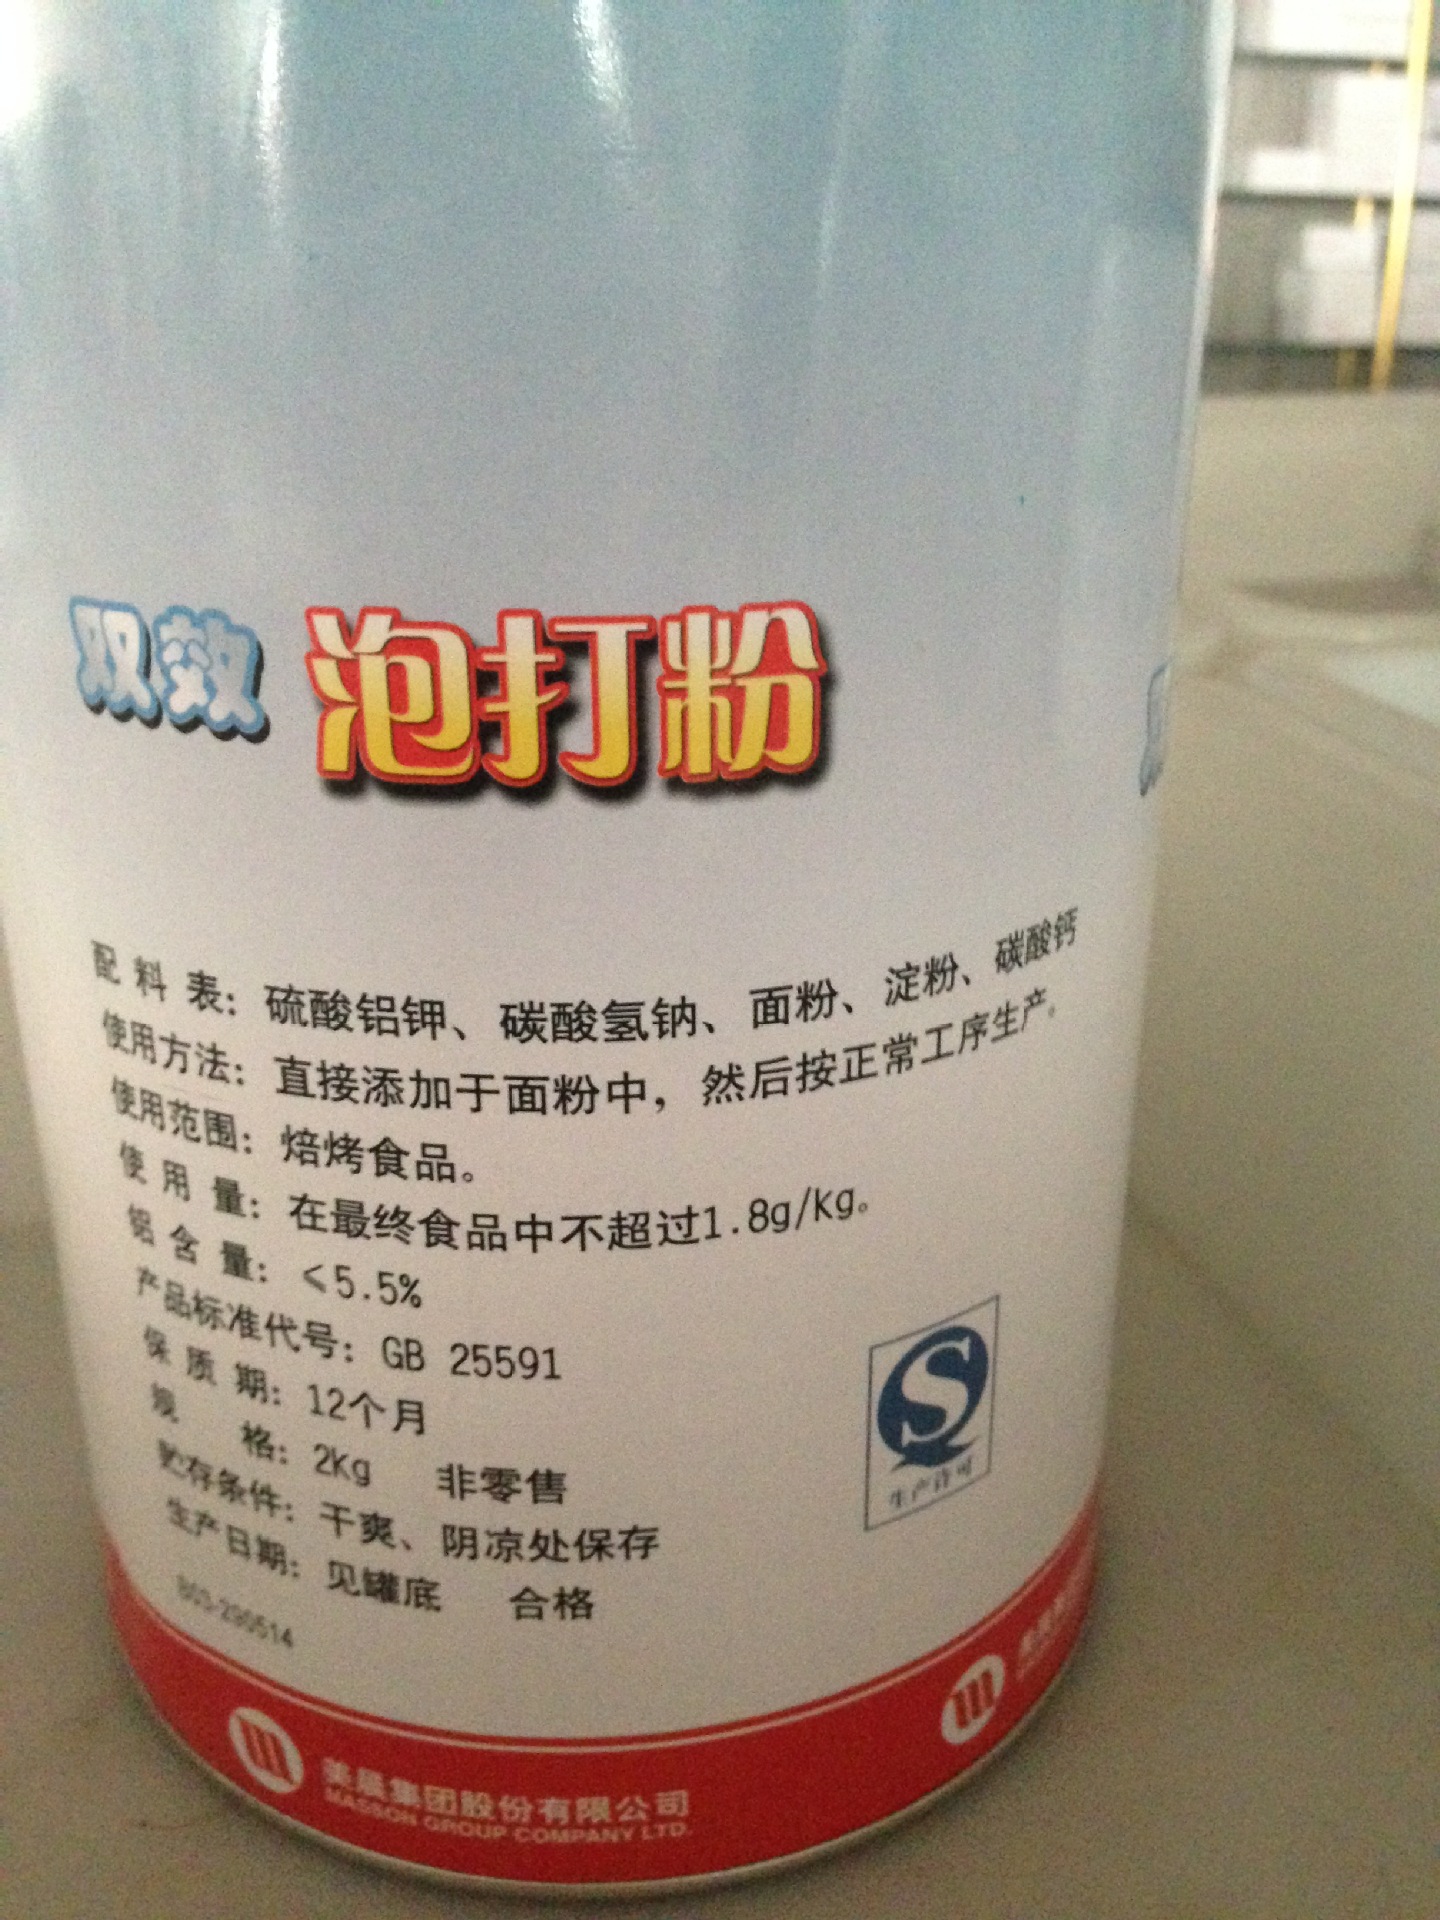 双效 泡打粉
配料表：硫酸铝钾、碳酸氢钠、面粉、淀粉、碳酸钙
使用方法：直接添加于面粉中，然后按正常工序生产。
使用范围：焙烤食品。
使用量：在最终食品中不超过1.8g/Kg。
铝含量：≤5.5%
产品标准代号：GB 25591
保质期：12个月
规格：2Kg 非零售
贮存条件：干爽、阴凉处保存
生产日期：见罐底 合格
B03-290514
生产许可
美晨集团股份有限公司
MASSON GROUP COMPANY LTD.